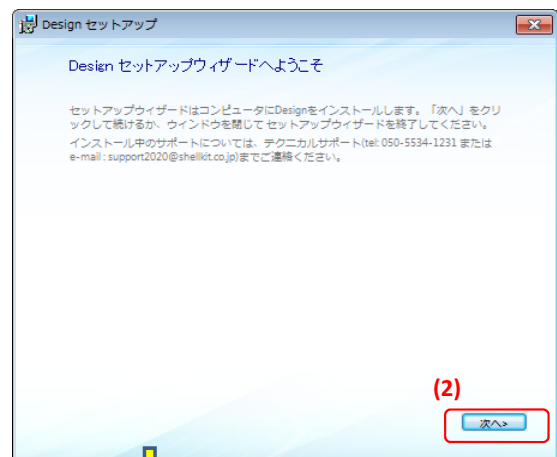 Design セットアップ
Design セットアップウィザードへようこそ
セットアップウィザードはコンピュータにDesignをインストールします。「次へ」をクリ
ックして続けるか、ウインドウを閉じてセットアップウィザードを終了してください。
インストール中のサポートについては、テクニカルサポート(tel: 050-5534-1231 または
e-mail : support2020@shellkit.co.jp)までご連絡ください。
(2)
次へ>